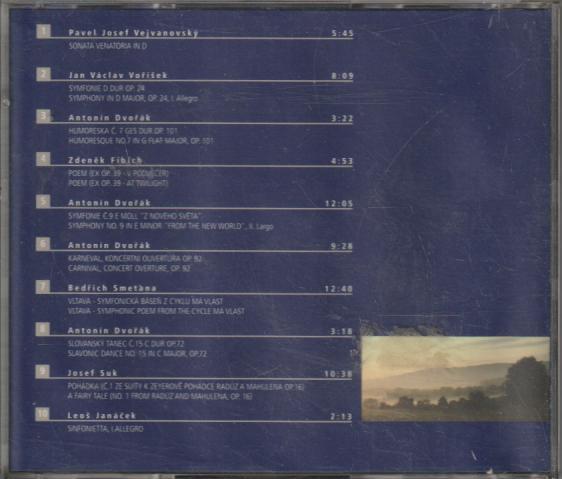 1 Pavel Josef Vejvanovský 5:45
SONATA VENATORIA IN D
2 Jan Václav Voříšek 8:09
SYMFONIE D DUR OP. 24
SYMPHONY IN D MAJOR, OP. 24, I. Allegro
3 Antonín Dvořák 3:22
HUMORESKA Č. 7 GES DUR OP. 101
HUMORESQUE NO.7 IN G FLAT MAJOR, OP. 101
4 Zdeněk Fibich 4:53
POEM (EX OP. 39 - V PODVEČER)
POEM (EX OP. 39 - AT TWILIGHT)
5 Antonín Dvořák 12:05
SYMFONIE Č.9 E MOLL "Z NOVÉHO SVĚTA"
SYMPHONY NO. 9 IN E MINOR "FROM THE NEW WORLD", II. Largo
6 Antonín Dvořák 9:28
KARNEVAL, KONCERTNÍ OUVERTURA OP. 92
CARNIVAL, CONCERT OVERTURE, OP. 92
7 Bedřich Smetana 12:40
VLTAVA - SYMFONICKÁ BÁSEŇ Z CYKLU MÁ VLAST
VLTAVA - SYMPHONIC POEM FROM THE CYCLE MÁ VLAST
8 Antonín Dvořák 3:18
SLOVANSKÝ TANEC Č.15 C DUR OP.72
SLAVONIC DANCE NO. 15 IN C MAJOR, OP.72
9 Josef Suk 10:38
POHÁDKA (Č.1 ZE SUITY K ZEYEROVĚ POHÁDCE RADÚZ A MAHULENA OP.16)
A FAIRY TALE (NO. 1 FROM RADÚZ AND MAHULENA, OP. 16)
10 Leoš Janáček 2:13
SINFONIETTA, I.ALLEGRO